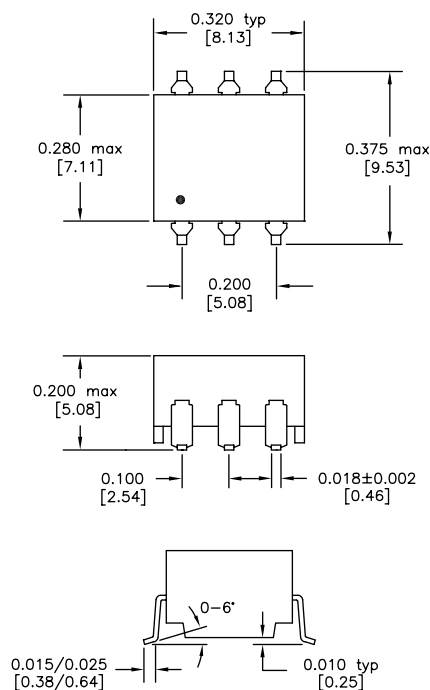 0.320 typ
[8.13]
0.280 max
[7.11]
0.375 max
[9.53]
0.200
[5.08]
0.200 max
[5.08]
0.100
[2.54]
0.018±0.002
[0.46]
0-6°
0.015/0.025
[0.38/0.64]
0.010 typ
[0.25]